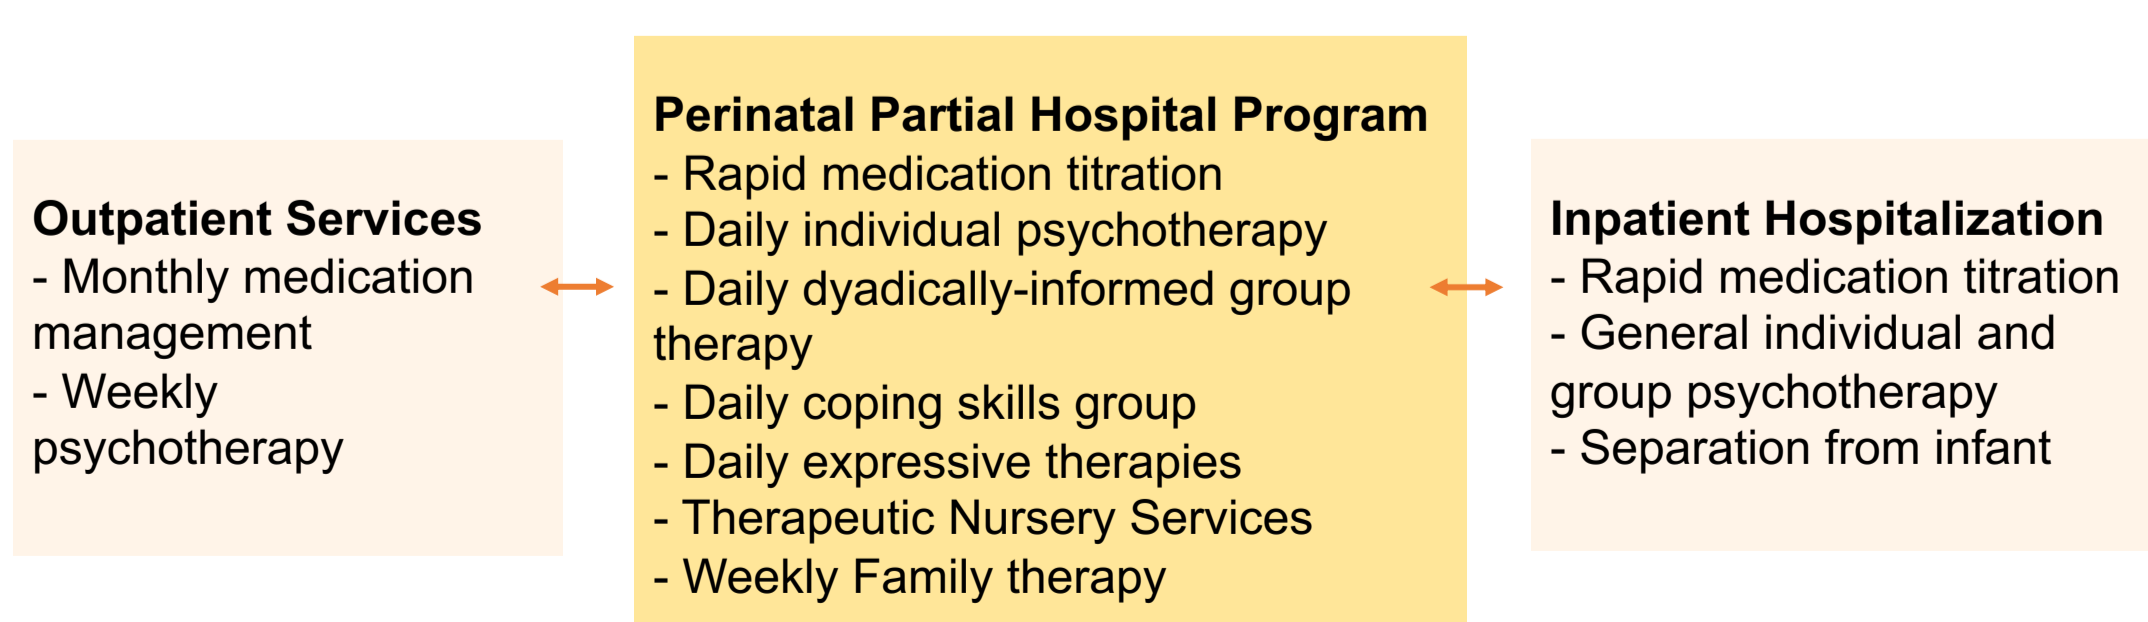 Outpatient Services
- Monthly medication
management
- Weekly
psychotherapy
Perinatal Partial Hospital Program
- Rapid medication titration
- Daily individual psychotherapy
- Daily dyadically-informed group
therapy
- Daily coping skills group
- Daily expressive therapies
- Therapeutic Nursery Services
- Weekly Family therapy
Inpatient Hospitalization
- Rapid medication titration
- General individual and
group psychotherapy
- Separation from infant